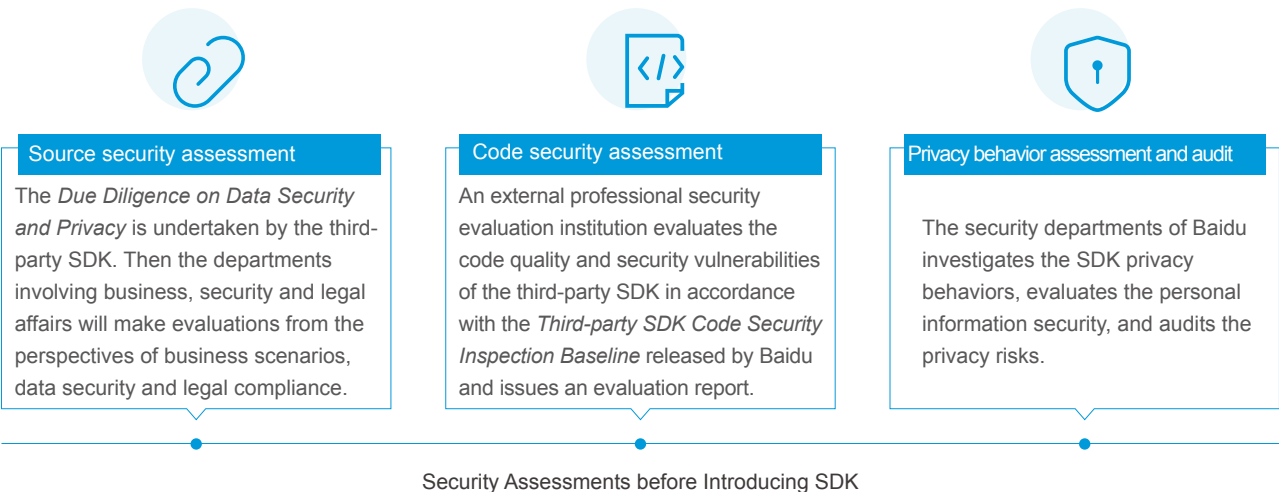 Source security assessment
The Due Diligence on Data Security
and Privacy is undertaken by the third-
party SDK. Then the departments
involving business, security and legal
affairs will make evaluations from the
perspectives of business scenarios,
data security and legal compliance.
Code security assessment
An external professional security
evaluation institution evaluates the
code quality and security vulnerabilities
of the third-party SDK in accordance
with the Third-party SDK Code Security
Inspection Baseline released by Baidu
and issues an evaluation report.
Privacy behavior assessment and audit
The security departments of Baidu
investigates the SDK privacy
behaviors, evaluates the personal
information security, and audits the
privacy risks.
Security Assessments before Introducing SDK